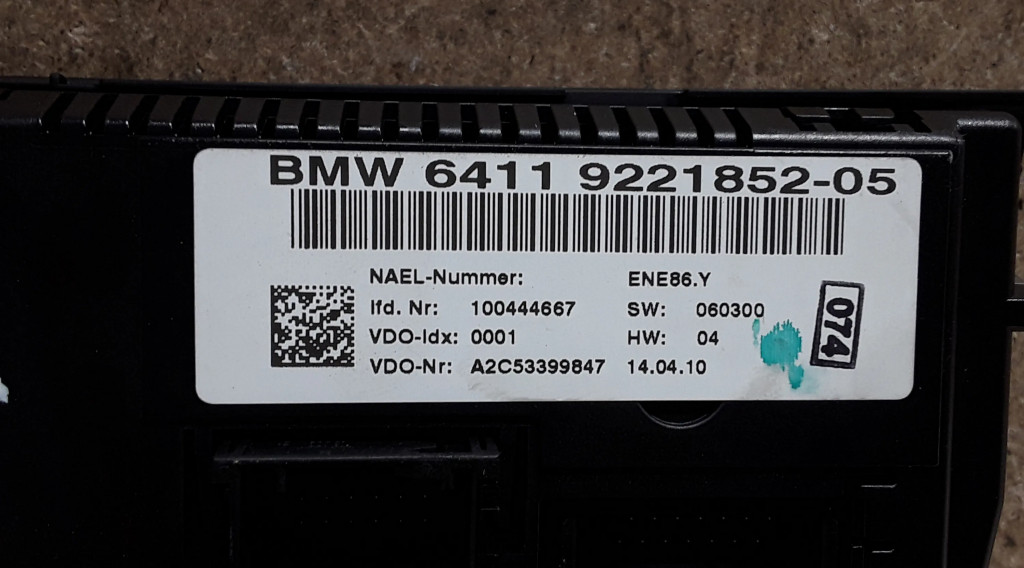 BMW 6411 9221852-05
NAEL-Nummer: ENE86.Y
lfd. Nr: 100444667 SW: 060300
VDO-Idx: 0001 HW: 04
VDO-Nr: A2C53399847 14.04.10
074